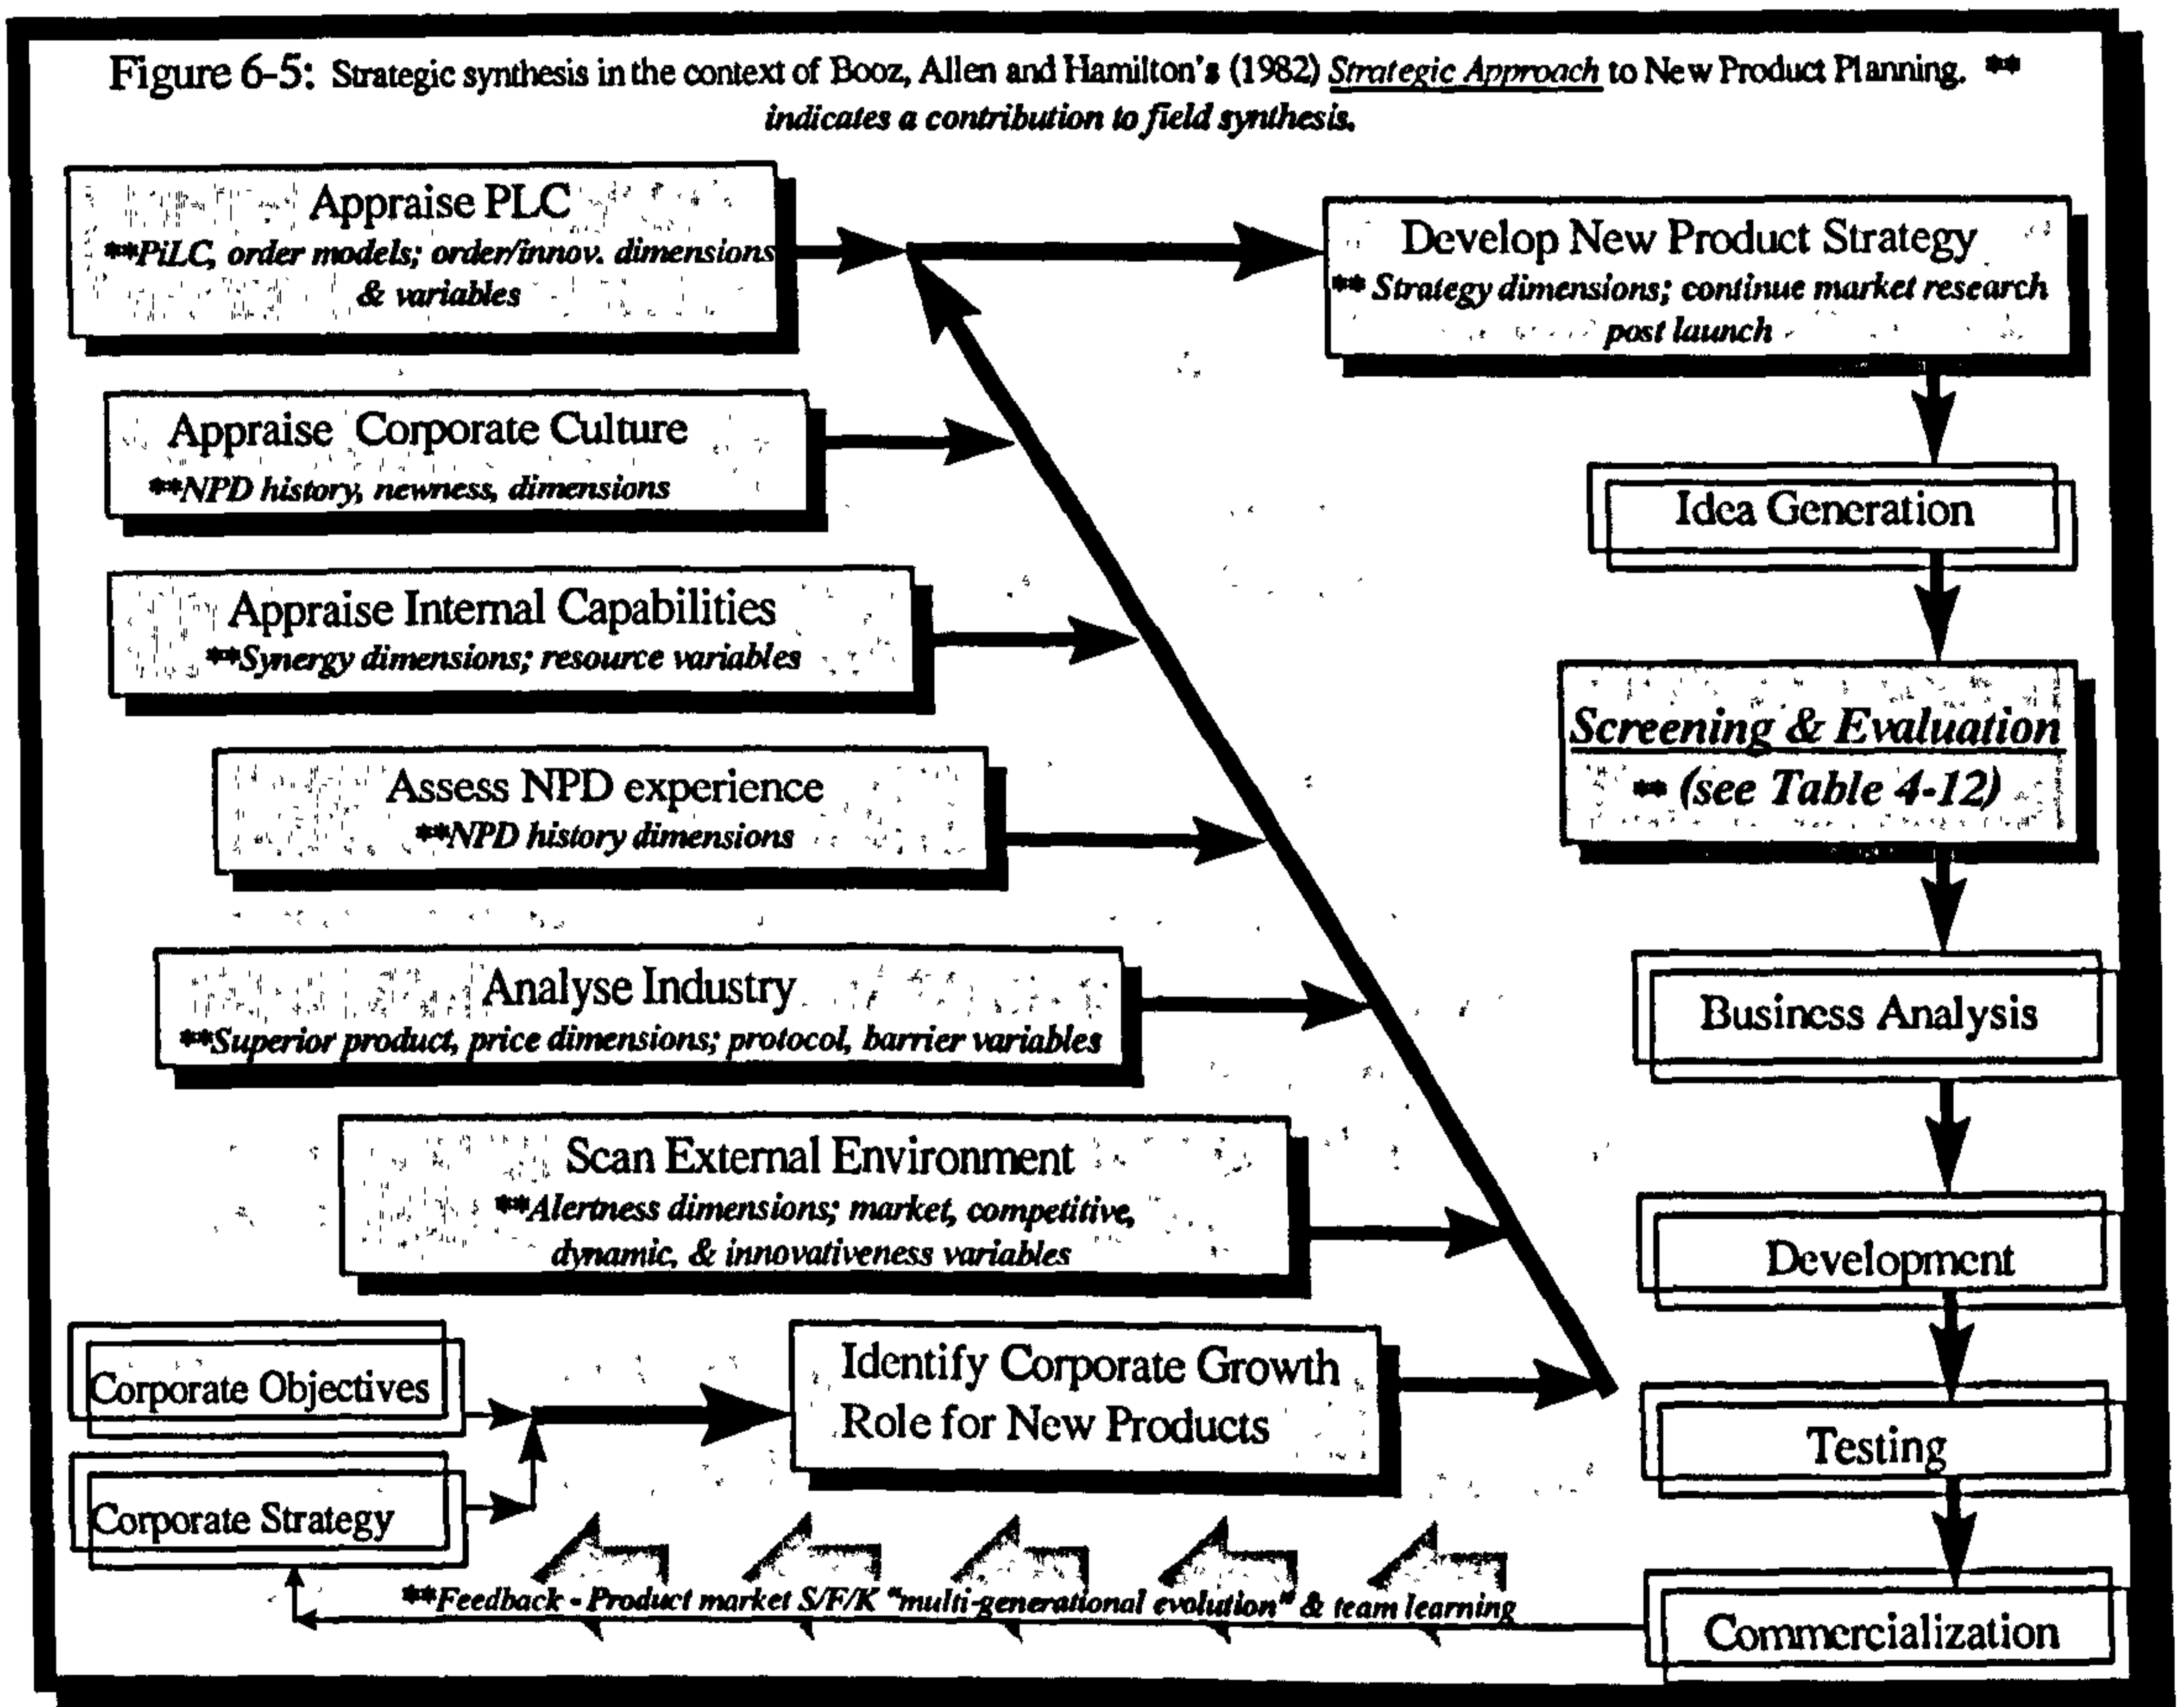 Figure 6-5: Strategic synthesis in the context of Booz, Allen and Hamilton's (1982) Strategic Approach to New Product Planning. **
indicates a contribution to field synthesis.
Appraise PLC
**PiLC, order models; order/innov. dimensions
& variables
Appraise Corporate Culture
**NPD history, newness, dimensions
Appraise Internal Capabilities
**Synergy dimensions; resource variables
Assess NPD experience
**NPD history dimensions
Analyse Industry
**Superior product, price dimensions; protocol, barrier variables
Scan External Environment
**Alertness dimensions; market, competitive,
dynamic, & innovativeness variables
Corporate Objectives
Corporate Strategy
Identify Corporate Growth
Role for New Products
Develop New Product Strategy
** Strategy dimensions; continue market research
post launch
Idea Generation
Screening & Evaluation
** (see Table 4-12)
Business Analysis
Development
Testing
Commercialization
**Feedback - Product market S/F/K "multi-generational evolution" & team learning